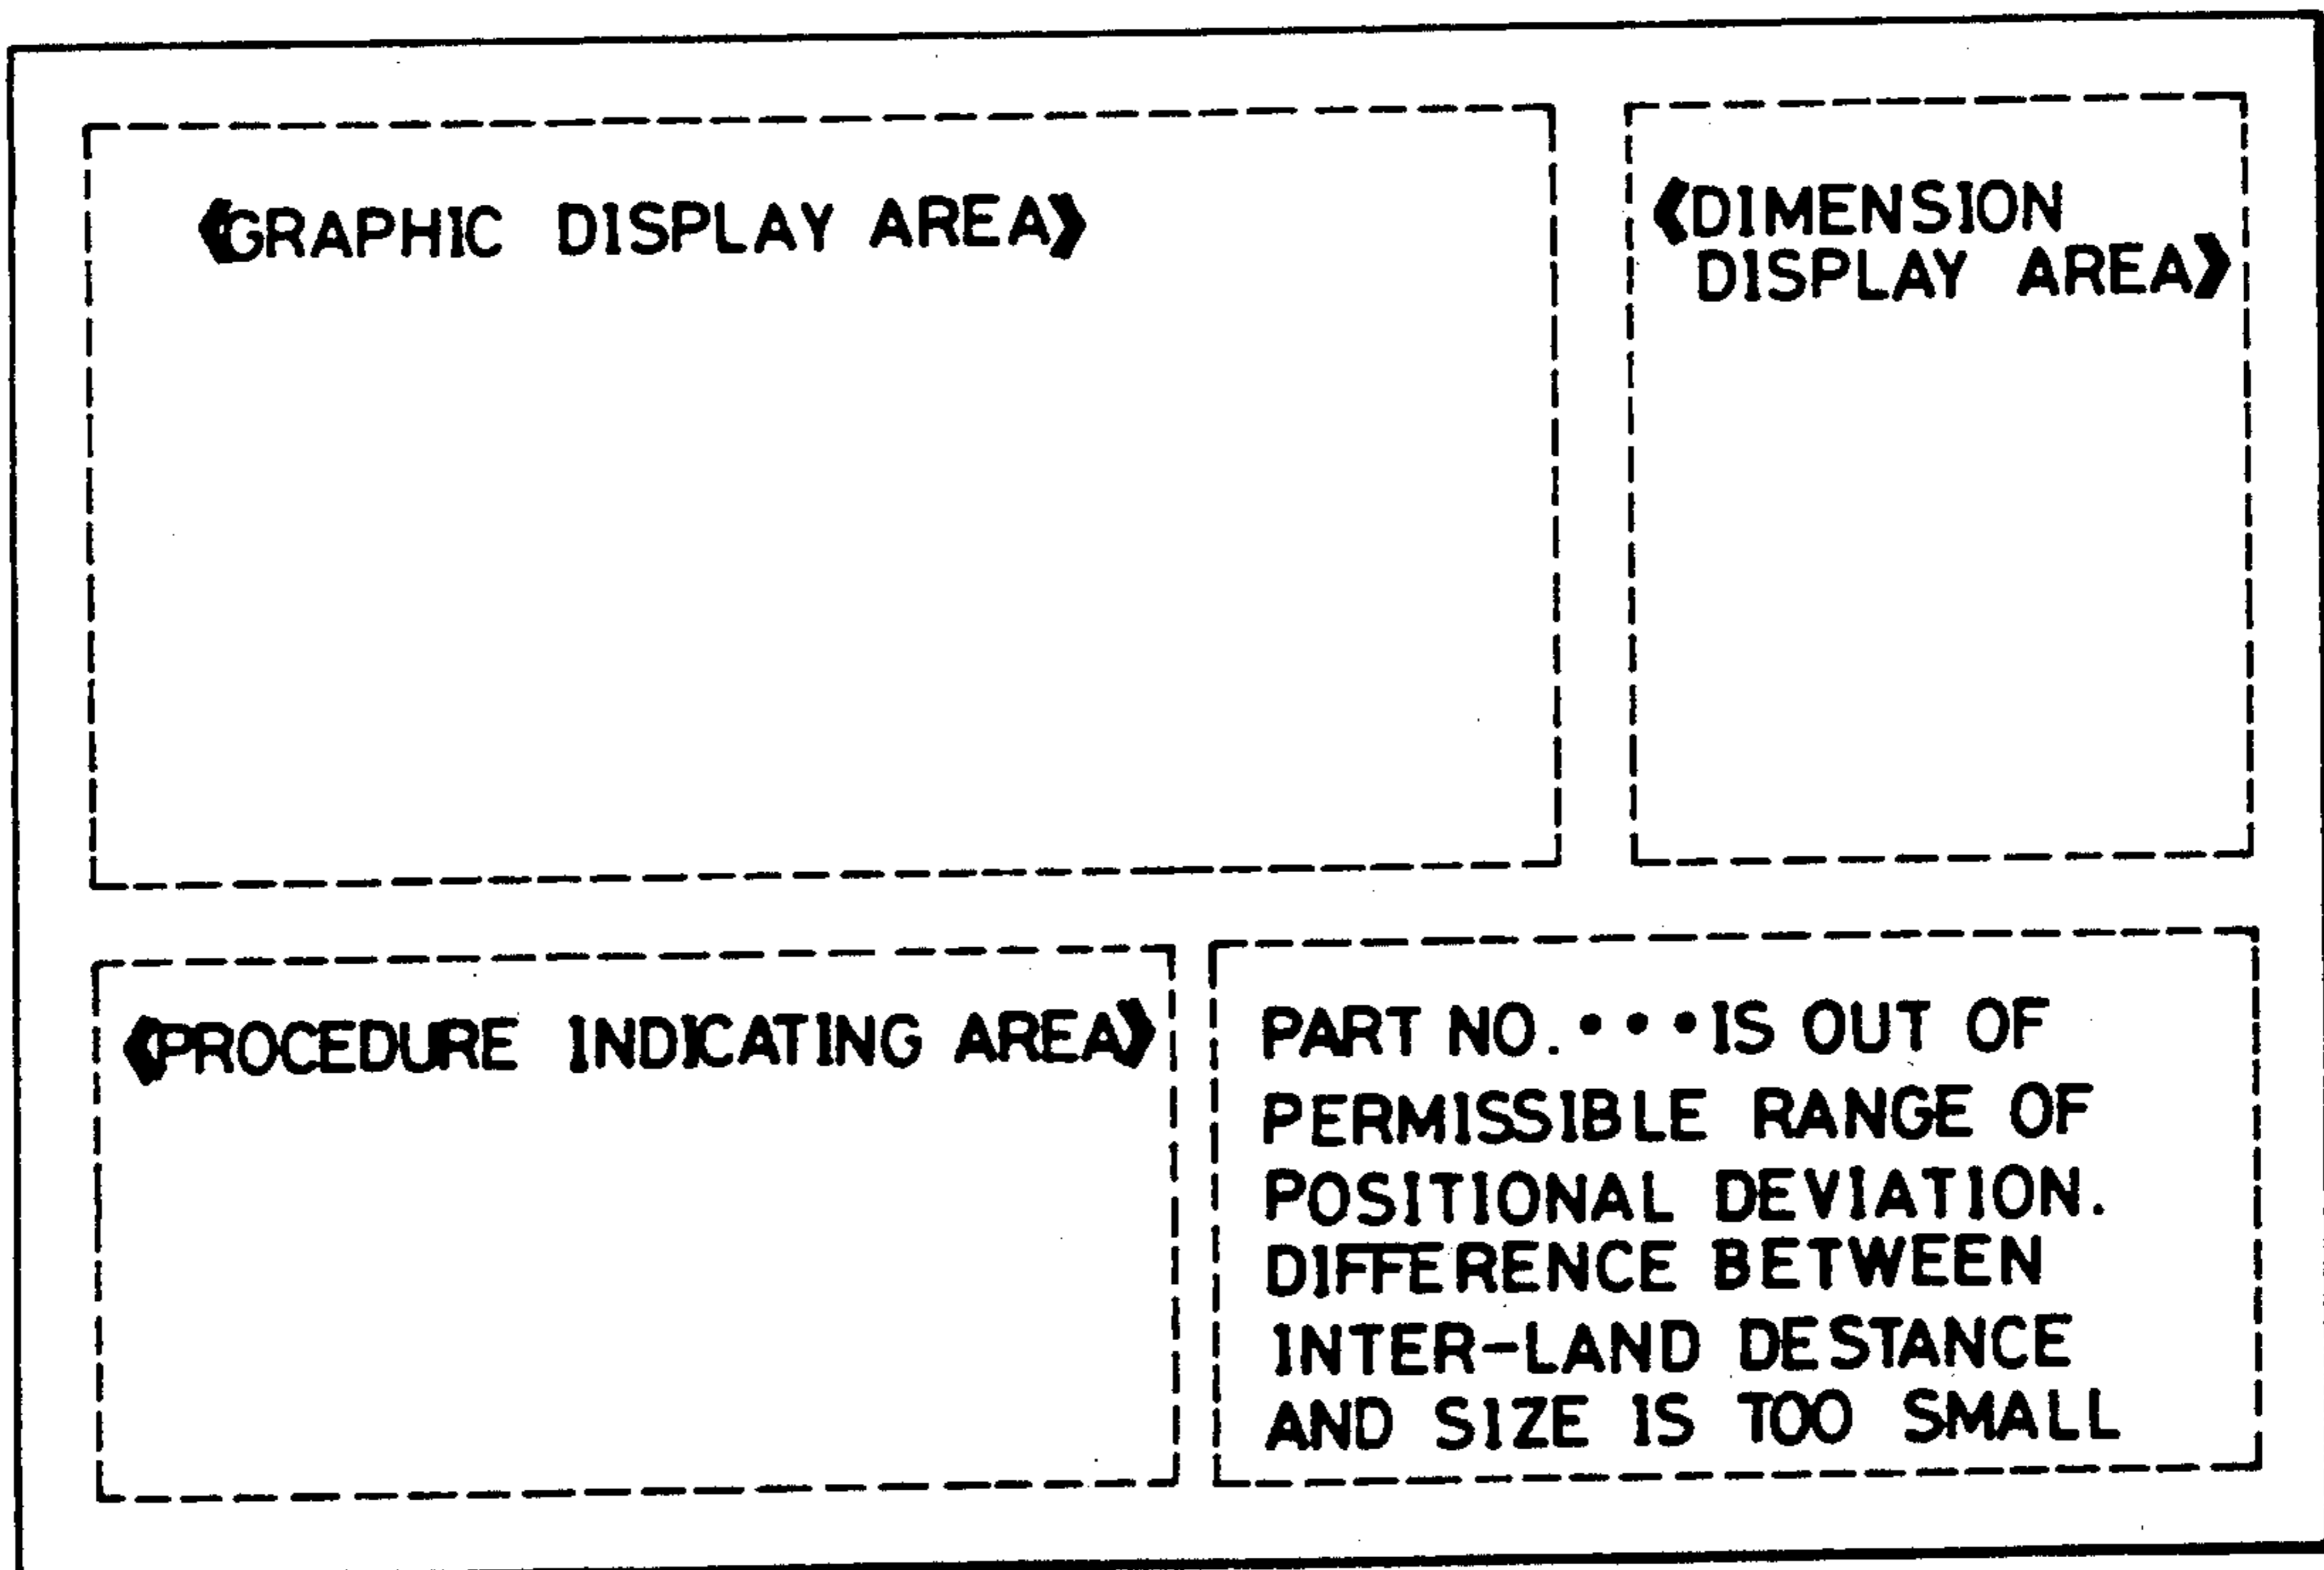 《GRAPHIC DISPLAY AREA》
《DIMENSION
DISPLAY AREA》
《PROCEDURE INDICATING AREA》
PART NO. •••IS OUT OF
PERMISSIBLE RANGE OF
POSITIONAL DEVIATION.
DIFFERENCE BETWEEN
INTER-LAND DESTANCE
AND SIZE IS TOO SMALL